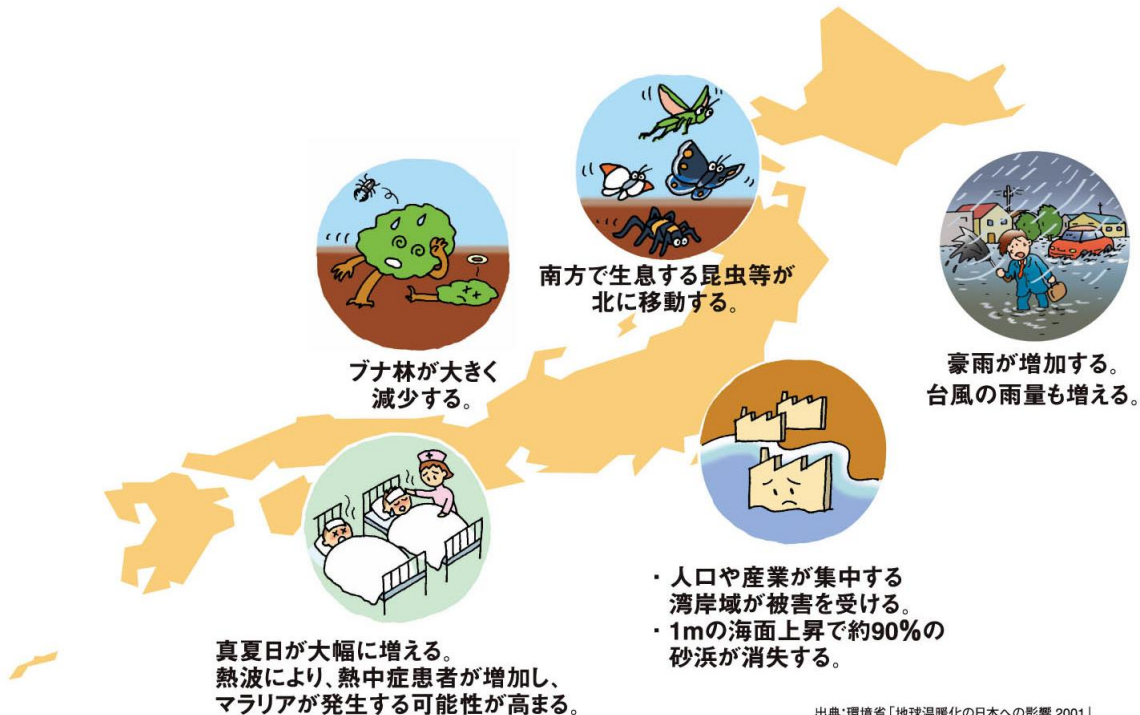 南方で生息する昆虫等が
北に移動する。
ブナ林が大きく
減少する。
豪雨が増加する。
台風の雨量も増える。
・人口や産業が集中する
湾岸域が被害を受ける。
・1mの海面上昇で約90%の
砂浜が消失する。
真夏日が大幅に増える。
熱波により、熱中症患者が増加し、
マラリアが発生する可能性が高まる。
出典:環境省「地球温暖化の日本への影響 2001」